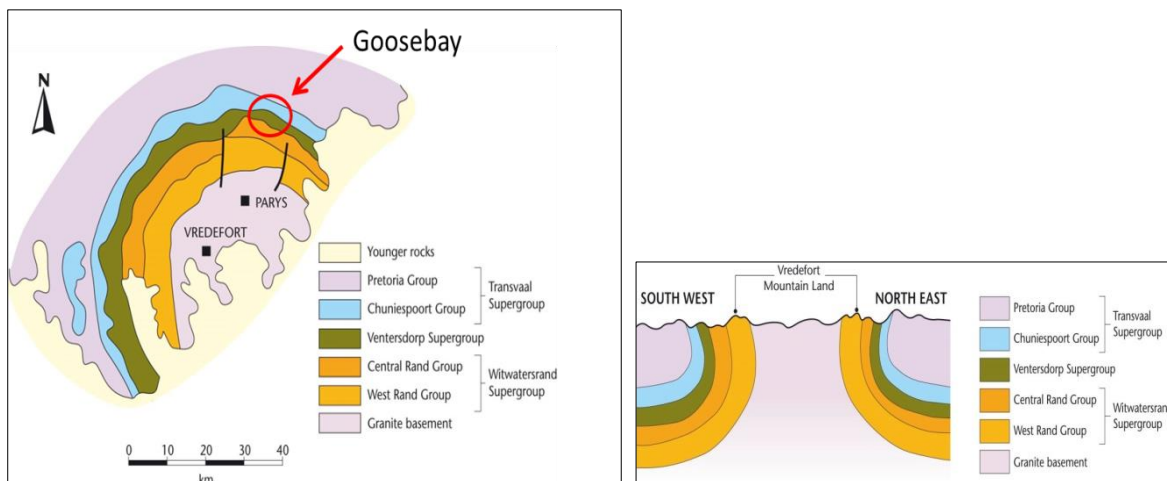 Goosebay
N
PARYS
VREDEFORT
Younger rocks
Pretoria Group
Chuniespoort Group
Transvaal
Supergroup
Ventersdorp Supergroup
Central Rand Group
West Rand Group
Witwatersrand
Supergroup
Granite basement
0 10 20 30 40
km
Vredefort
Mountain Land
SOUTH WEST
NORTH EAST
Pretoria Group
Chuniespoort Group
Transvaal
Supergroup
Ventersdorp Supergroup
Central Rand Group
West Rand Group
Witwatersrand
Supergroup
Granite basement